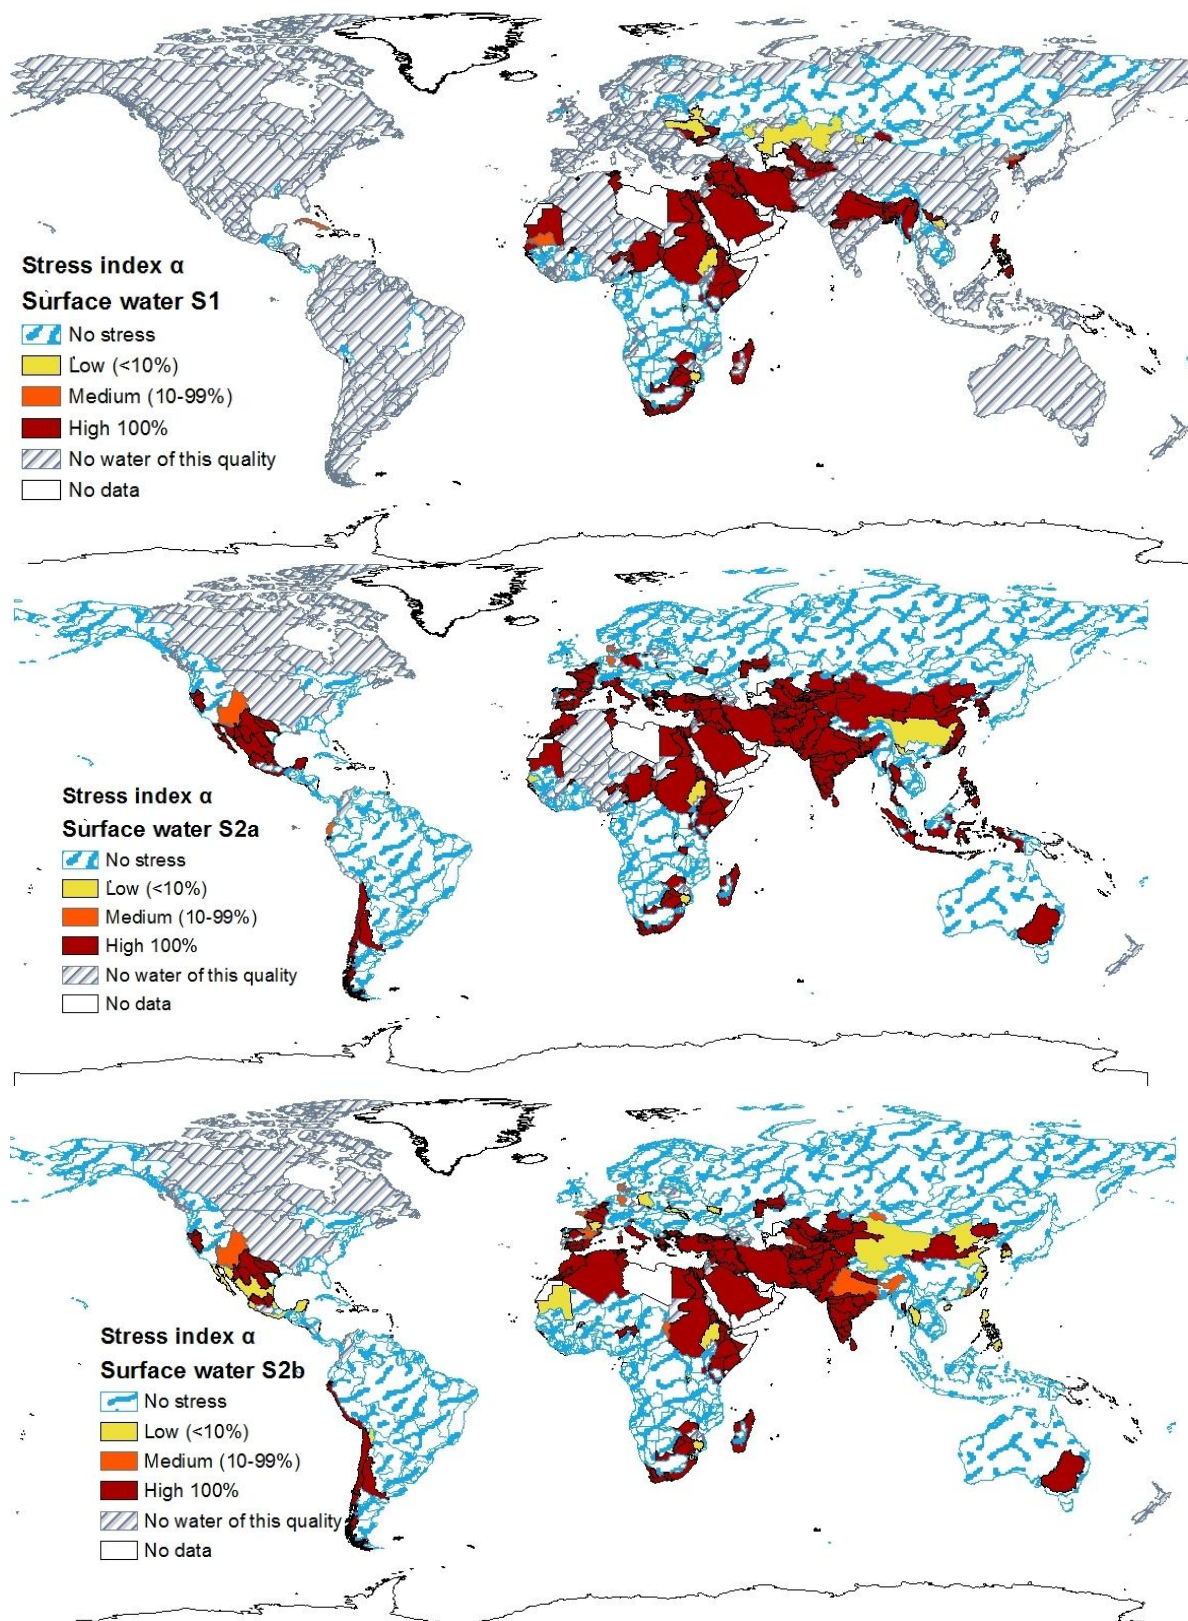 Stress index α
Surface water S1
No stress
Low (<10%)
Medium (10-99%)
High 100%
No water of this quality
No data
Stress index α
Surface water S2a
No stress
Low (<10%)
Medium (10-99%)
High 100%
No water of this quality
No data
Stress index α
Surface water S2b
No stress
Low (<10%)
Medium (10-99%)
High 100%
No water of this quality
No data